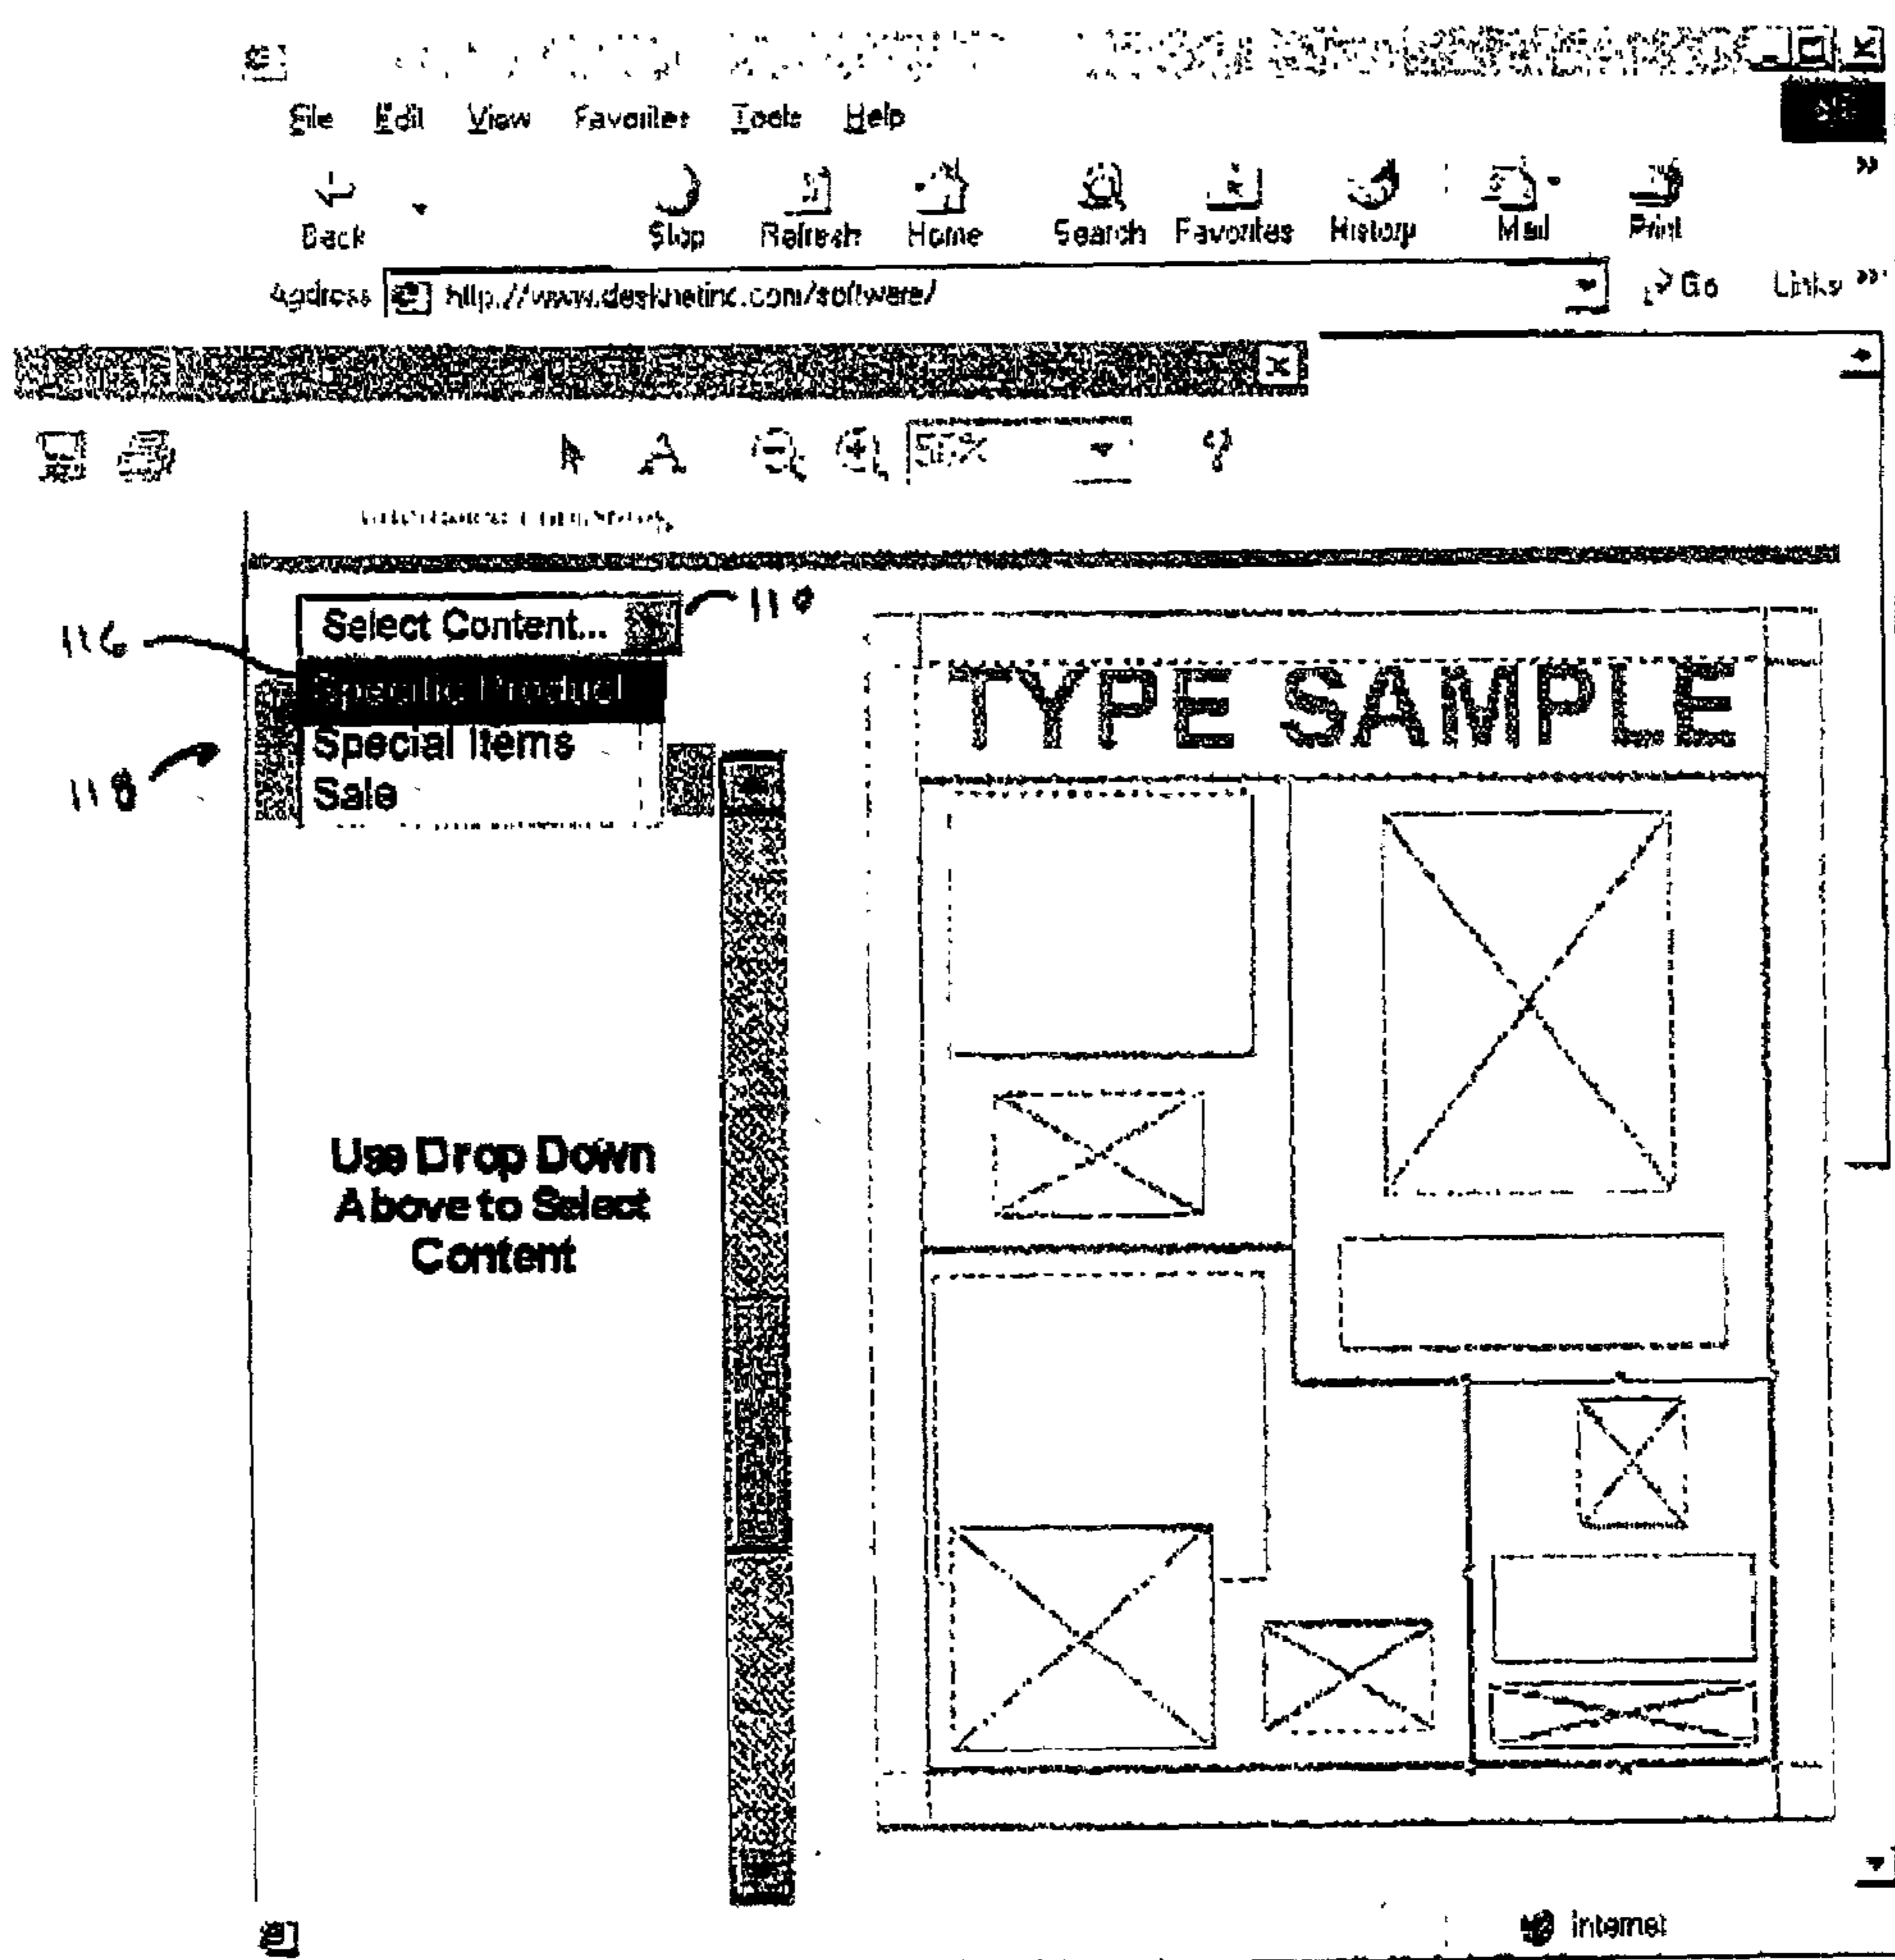 File Edit View Favorites Tools Help
Back Stop Refresh Home Search Favorites History Mail Print
Address http://www.desknetinc.com/software/ Go Links
Select Content...
116
Specific Product
TYPE SAMPLE
Special Items
118
Sale
Use Drop Down
Above to Select
Content
Internet